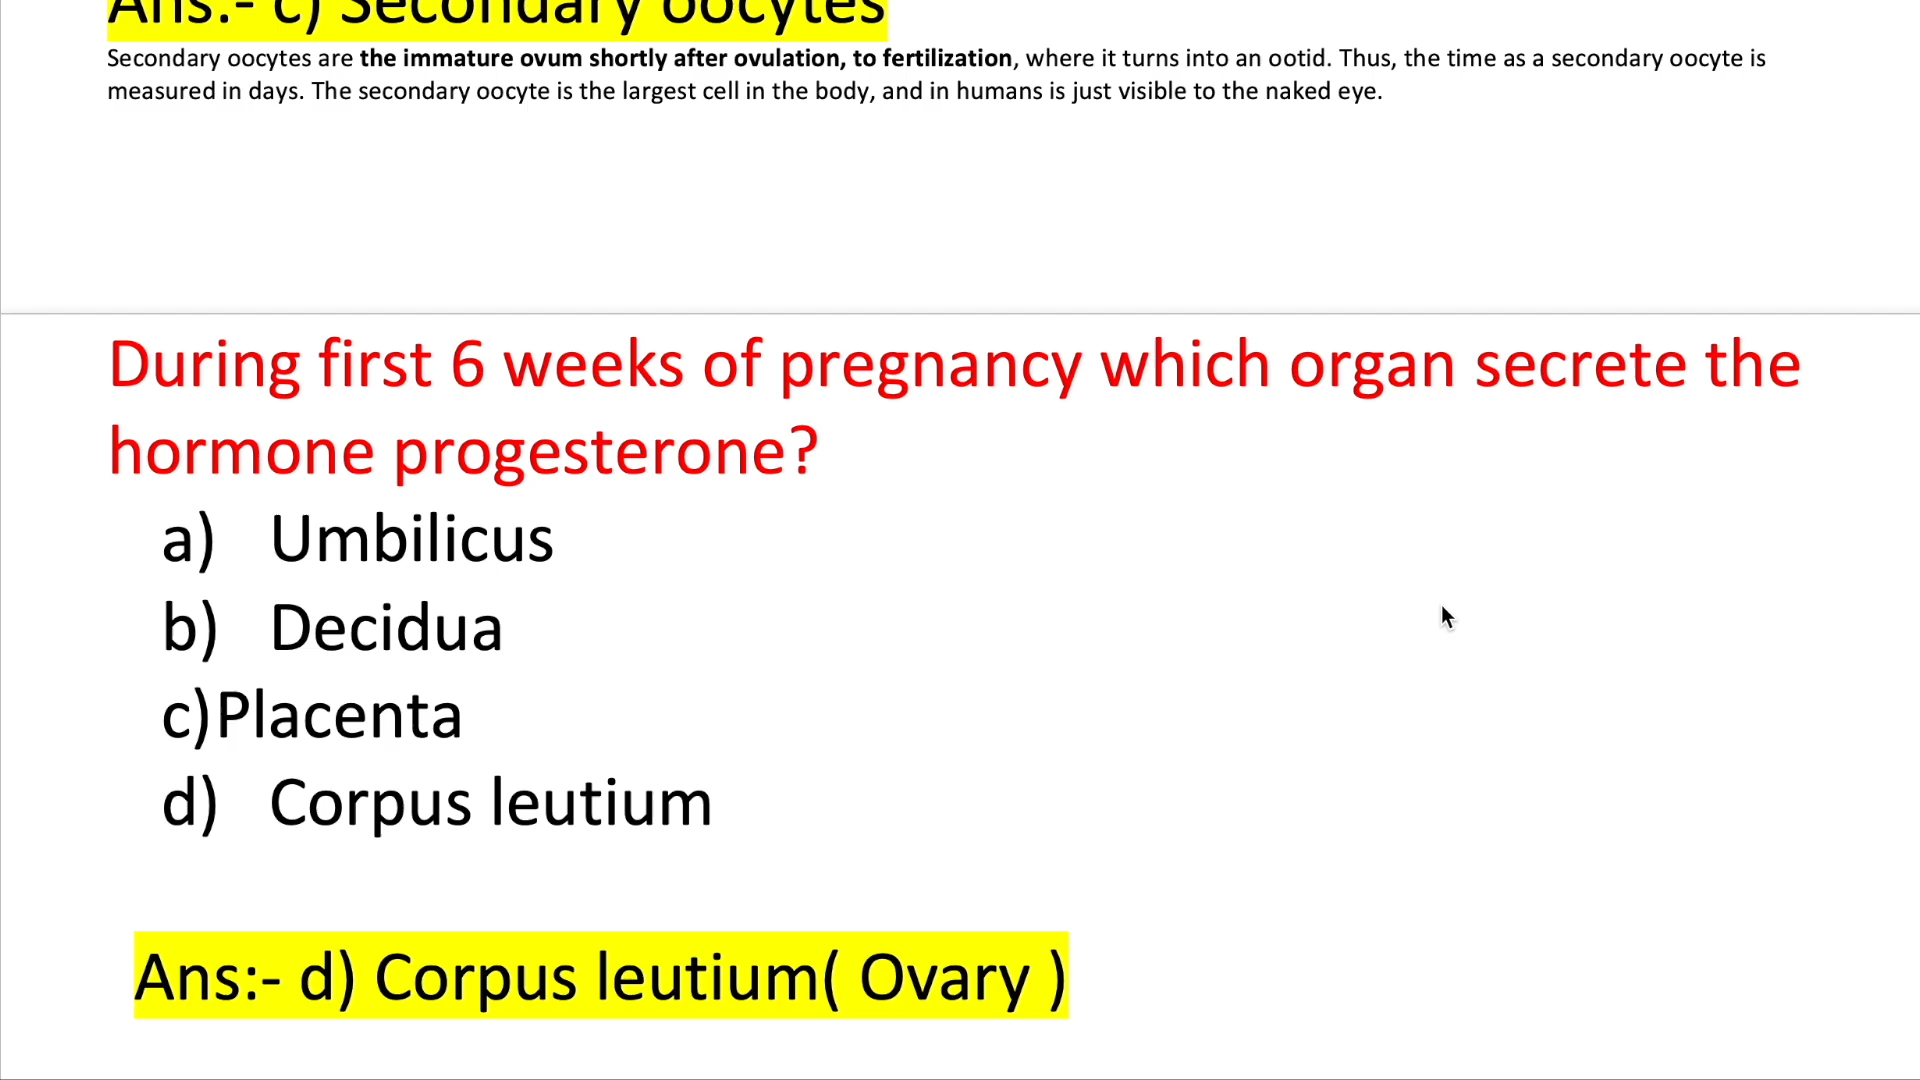 Ans:- c) Secondary oocytes
Secondary oocytes are the immature ovum shortly after ovulation, to fertilization, where it turns into an ootid. Thus, the time as a secondary oocyte is
measured in days. The secondary oocyte is the largest cell in the body, and in humans is just visible to the naked eye.
During first 6 weeks of pregnancy which organ secrete the
hormone progesterone?
a) Umbilicus
b) Decidua
c)Placenta
d) Corpus leutium
Ans:- d) Corpus leutium( Ovary )